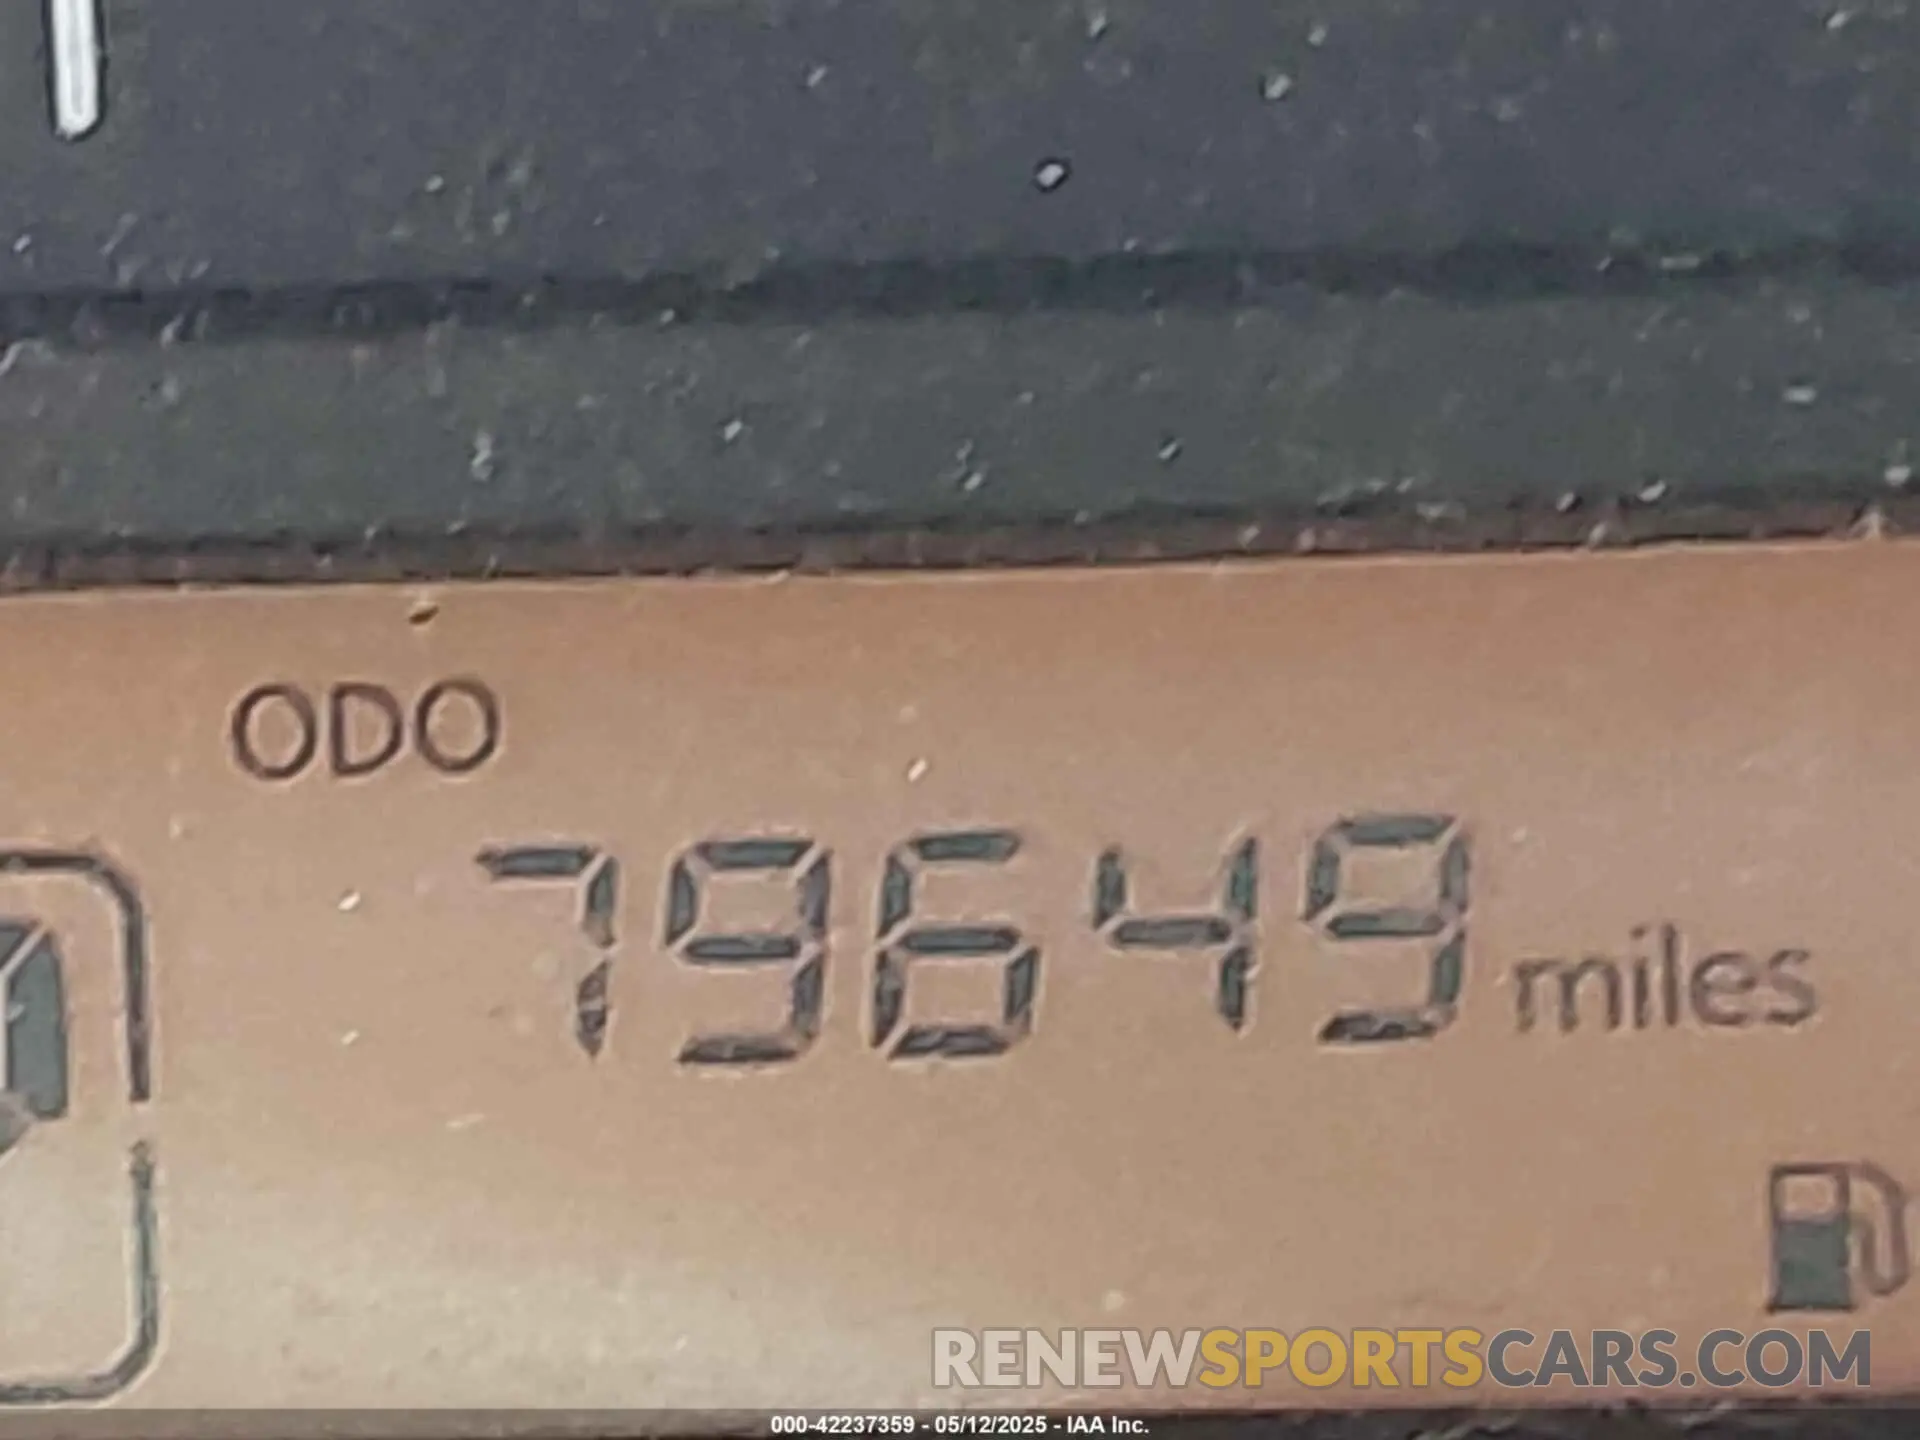 ODO
79649 miles
RENEWSPORTSCARS.COM
000-42237359 - 05/12/2025 - IAA Inc.